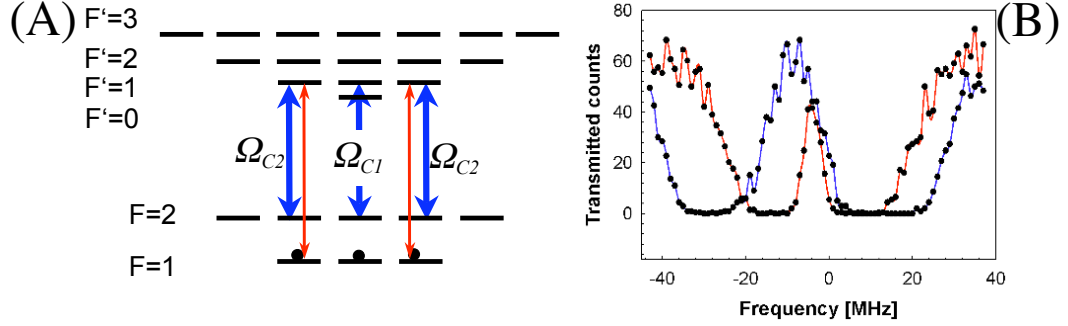 (A)
F‘=3
F‘=2
F‘=1
F‘=0
Ω_C2 Ω_C1 Ω_C2
F=2
F=1
(B)
Transmitted counts
80
60
40
20
0
-40 -20 0 20 40
Frequency [MHz]